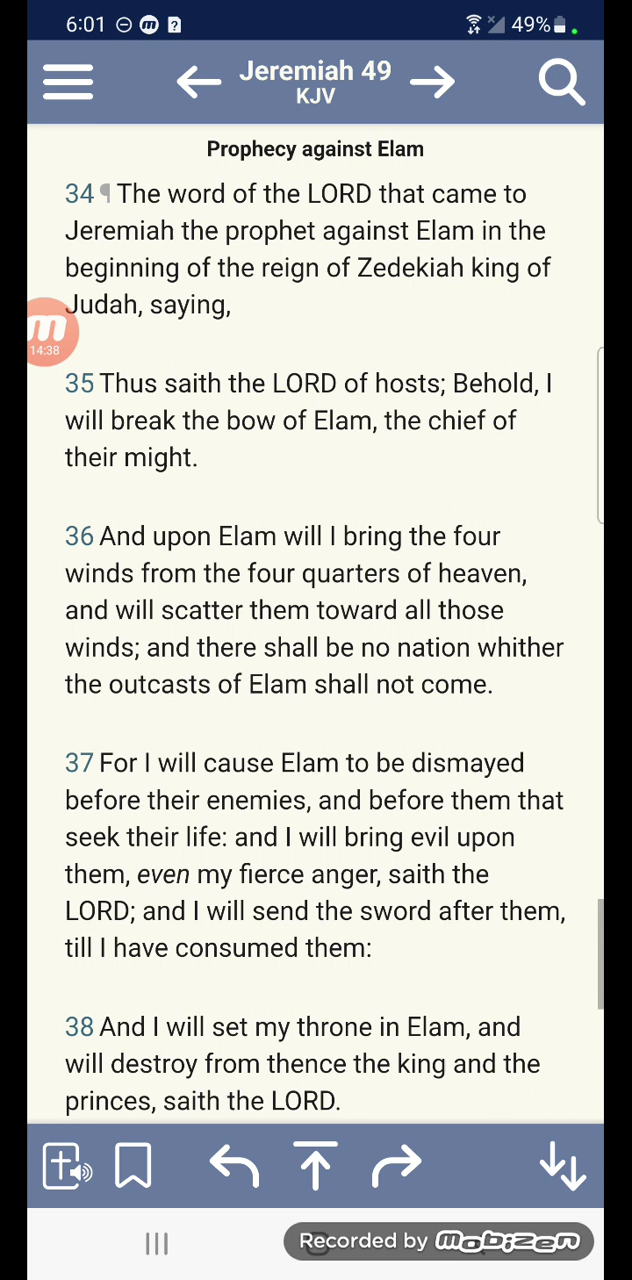 6:01 m ? 49%
Jeremiah 49
KJV
Prophecy against Elam
34 ¶ The word of the LORD that came to
Jeremiah the prophet against Elam in the
beginning of the reign of Zedekiah king of
Judah, saying,
m
14:38
35 Thus saith the LORD of hosts; Behold, I
will break the bow of Elam, the chief of
their might.
36 And upon Elam will I bring the four
winds from the four quarters of heaven,
and will scatter them toward all those
winds; and there shall be no nation whither
the outcasts of Elam shall not come.
37 For I will cause Elam to be dismayed
before their enemies, and before them that
seek their life: and I will bring evil upon
them, even my fierce anger, saith the
LORD; and I will send the sword after them,
till I have consumed them:
38 And I will set my throne in Elam, and
will destroy from thence the king and the
princes, saith the LORD.
Recorded by mobizen